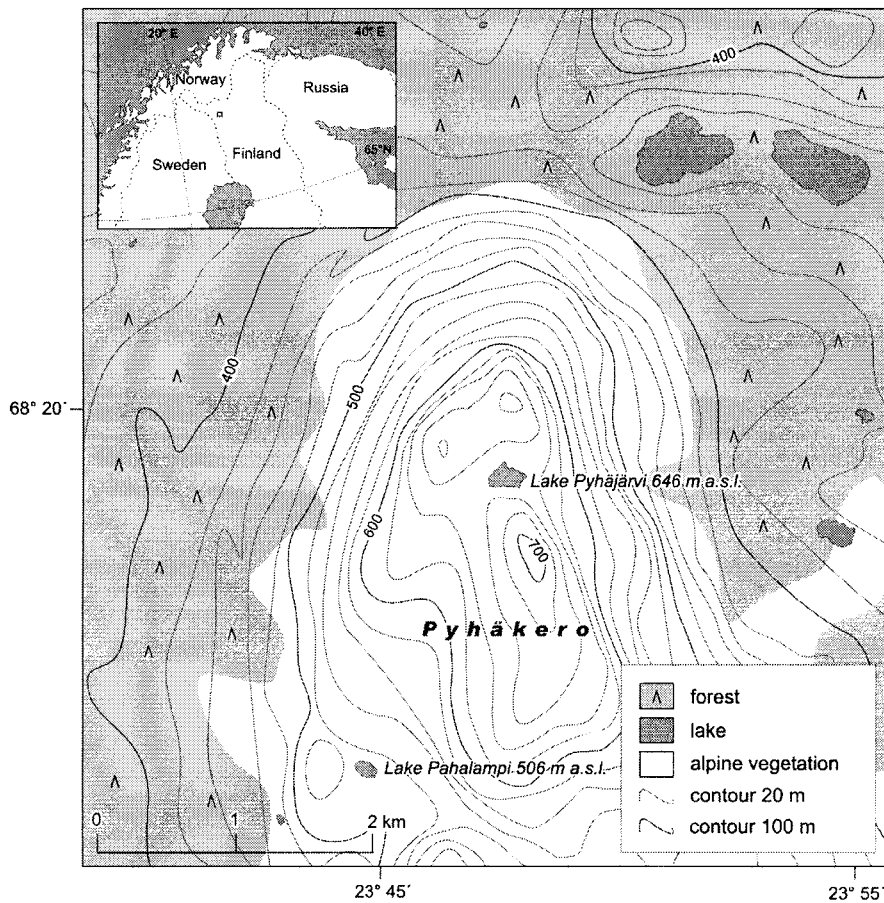 20° E
40° E
Norway
Russia
65°N
Sweden
Finland
400
400
500
68° 20´
Lake Pyhäjärvi 646 m a.s.l.
600
700
Pyhäkero
forest
lake
Lake Pahalampi 506 m a.s.l.
alpine vegetation
contour 20 m
0
1
2 km
contour 100 m
23° 45´
23° 55´